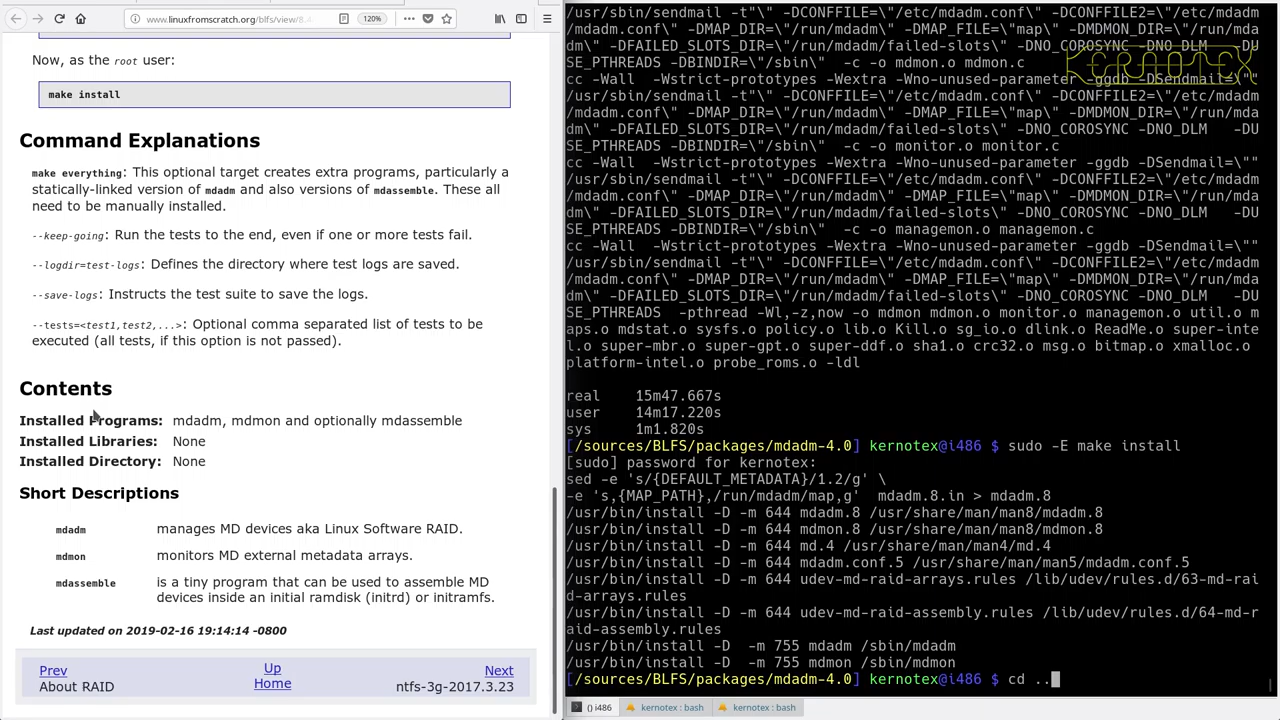 www.linuxfromscratch.org/blfs/view/8.4
120%
Now, as the root user:
make install
Command Explanations
make everything: This optional target creates extra programs, particularly a
statically-linked version of mdadm and also versions of mdassemble. These all
need to be manually installed.
--keep-going: Run the tests to the end, even if one or more tests fail.
--logdir=test-logs: Defines the directory where test logs are saved.
--save-logs: Instructs the test suite to save the logs.
--tests=<test1,test2,...>: Optional comma separated list of tests to be
executed (all tests, if this option is not passed).
Contents
Installed Programs: mdadm, mdmon and optionally mdassemble
Installed Libraries: None
Installed Directory: None
Short Descriptions
mdadm manages MD devices aka Linux Software RAID.
mdmon monitors MD external metadata arrays.
mdassemble is a tiny program that can be used to assemble MD
devices inside an initial ramdisk (initrd) or initramfs.
Last updated on 2019-02-16 19:14:14 -0800
Prev
About RAID
Up
Home
Next
ntfs-3g-2017.3.23
/usr/sbin/sendmail -t"\" -DCONFFILE=\"/etc/mdadm.conf\" -DCONFFILE2=\"/etc/mdadm
/mdadm.conf\" -DMAP_DIR=\"/run/mdadm\" -DMAP_FILE=\"map\" -DMDMON_DIR=\"/run/mda
dm\" -DFAILED_SLOTS_DIR=\"/run/mdadm/failed-slots\" -DNO_COROSYNC -DNO_DLM   -DU
SE_PTHREADS -DBINDIR=\"/sbin\"  -c -o mdmon.o mdmon.c
cc -Wall  -Wstrict-prototypes -Wextra -Wno-unused-parameter -ggdb -DSendmail=\""
/usr/sbin/sendmail -t"\" -DCONFFILE=\"/etc/mdadm.conf\" -DCONFFILE2=\"/etc/mdadm
/mdadm.conf\" -DMAP_DIR=\"/run/mdadm\" -DMAP_FILE=\"map\" -DMDMON_DIR=\"/run/mda
dm\" -DFAILED_SLOTS_DIR=\"/run/mdadm/failed-slots\" -DNO_COROSYNC -DNO_DLM   -DU
SE_PTHREADS -DBINDIR=\"/sbin\"  -c -o monitor.o monitor.c
cc -Wall  -Wstrict-prototypes -Wextra -Wno-unused-parameter -ggdb -DSendmail=\""
/usr/sbin/sendmail -t"\" -DCONFFILE=\"/etc/mdadm.conf\" -DCONFFILE2=\"/etc/mdadm
/mdadm.conf\" -DMAP_DIR=\"/run/mdadm\" -DMAP_FILE=\"map\" -DMDMON_DIR=\"/run/mda
dm\" -DFAILED_SLOTS_DIR=\"/run/mdadm/failed-slots\" -DNO_COROSYNC -DNO_DLM   -DU
SE_PTHREADS -DBINDIR=\"/sbin\"  -c -o managemon.o managemon.c
cc -Wall  -Wstrict-prototypes -Wextra -Wno-unused-parameter -ggdb -DSendmail=\""
/usr/sbin/sendmail -t"\" -DCONFFILE=\"/etc/mdadm.conf\" -DCONFFILE2=\"/etc/mdadm
/mdadm.conf\" -DMAP_DIR=\"/run/mdadm\" -DMAP_FILE=\"map\" -DMDMON_DIR=\"/run/mda
dm\" -DFAILED_SLOTS_DIR=\"/run/mdadm/failed-slots\" -DNO_COROSYNC -DNO_DLM   -DU
SE_PTHREADS  -pthread -Wl,-z,now -o mdmon mdmon.o monitor.o managemon.o util.o m
aps.o mdstat.o sysfs.o policy.o lib.o Kill.o sg_io.o dlink.o ReadMe.o super-inte
l.o super-mbr.o super-gpt.o super-ddf.o sha1.o crc32.o msg.o bitmap.o xmalloc.o
platform-intel.o probe_roms.o -ldl
real    15m47.667s
user    14m17.220s
sys     1m1.820s
[/sources/BLFS/packages/mdadm-4.0] kernotex@i486 $ sudo -E make install
[sudo] password for kernotex:
sed -e 's/{DEFAULT_METADATA}/1.2/g' \
-e 's,{MAP_PATH},/run/mdadm/map,g'  mdadm.8.in > mdadm.8
/usr/bin/install -D -m 644 mdadm.8 /usr/share/man/man8/mdadm.8
/usr/bin/install -D -m 644 mdmon.8 /usr/share/man/man8/mdmon.8
/usr/bin/install -D -m 644 md.4 /usr/share/man/man4/md.4
/usr/bin/install -D -m 644 mdadm.conf.5 /usr/share/man/man5/mdadm.conf.5
/usr/bin/install -D -m 644 udev-md-raid-arrays.rules /lib/udev/rules.d/63-md-rai
d-arrays.rules
/usr/bin/install -D -m 644 udev-md-raid-assembly.rules /lib/udev/rules.d/64-md-r
aid-assembly.rules
/usr/bin/install -D  -m 755 mdadm /sbin/mdadm
/usr/bin/install -D  -m 755 mdmon /sbin/mdmon
[/sources/BLFS/packages/mdadm-4.0] kernotex@i486 $ cd ..
KERNOTEX
() i486
kernotex : bash
kernotex : bash